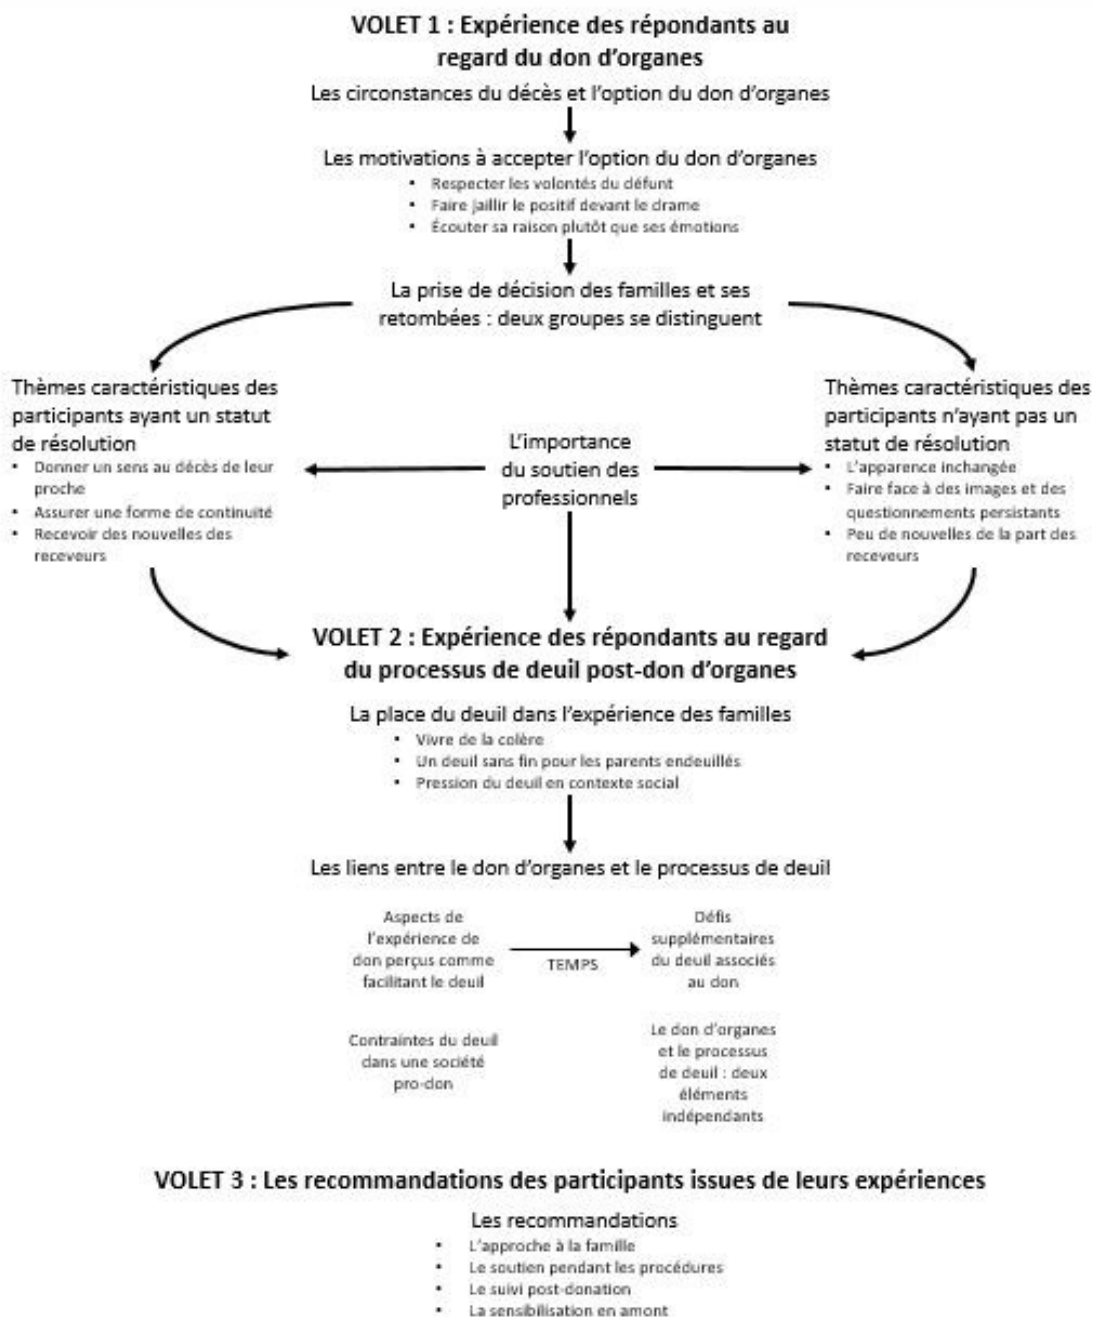 VOLET 1 : Expérience des répondants au
regard du don d'organes
Les circonstances du décès et l'option du don d'organes
Les motivations à accepter l'option du don d'organes
• Respecter les volontés du défunt
• Faire jaillir le positif devant le drame
• Écouter sa raison plutôt que ses émotions
La prise de décision des familles et ses
retombées : deux groupes se distinguent
Thèmes caractéristiques des
participants ayant un statut
de résolution
• Donner un sens au décès de leur
proche
• Assurer une forme de continuité
• Recevoir des nouvelles des
receveurs
L'importance
du soutien des
professionnels
Thèmes caractéristiques des
participants n'ayant pas un
statut de résolution
• L'apparence inchangée
• Faire face à des images et des
questionnements persistants
• Peu de nouvelles de la part des
receveurs
VOLET 2 : Expérience des répondants au regard
du processus de deuil post-don d'organes
La place du deuil dans l'expérience des familles
• Vivre de la colère
• Un deuil sans fin pour les parents endeuillés
• Pression du deuil en contexte social
Les liens entre le don d'organes et le processus de deuil
Aspects de
l'expérience de
don perçus comme
facilitant le deuil
TEMPS
Défis
supplémentaires
du deuil associés
au don
Contraintes du deuil
dans une société
pro-don
Le don d'organes
et le processus
de deuil : deux
éléments
indépendants
VOLET 3 : Les recommandations des participants issues de leurs expériences
Les recommandations
• L'approche à la famille
• Le soutien pendant les procédures
• Le suivi post-donation
• La sensibilisation en amont